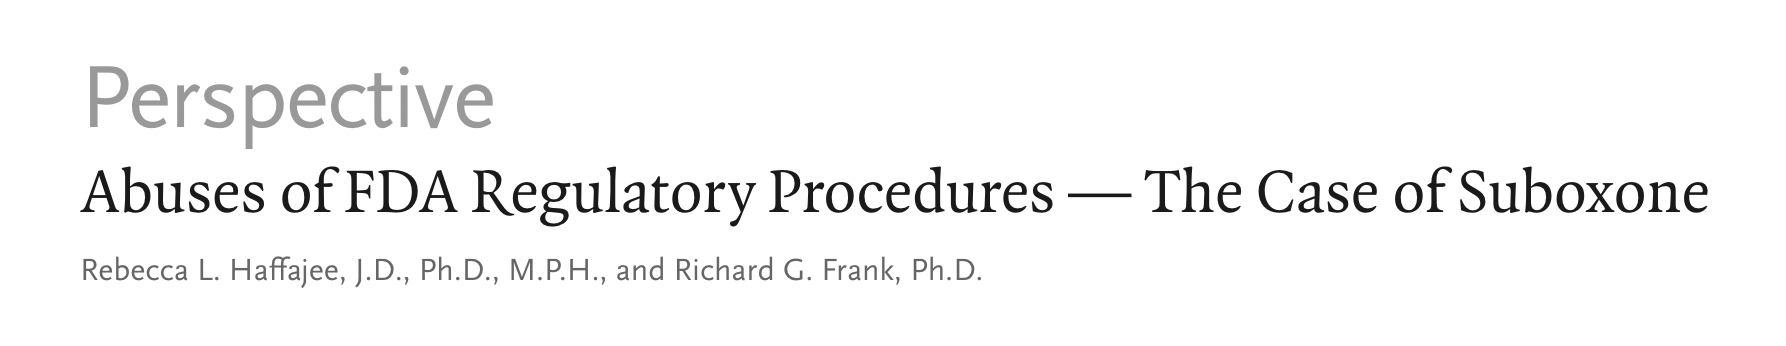 Perspective
Abuses of FDA Regulatory Procedures — The Case of Suboxone
Rebecca L. Haffajee, J.D., Ph.D., M.P.H., and Richard G. Frank, Ph.D.